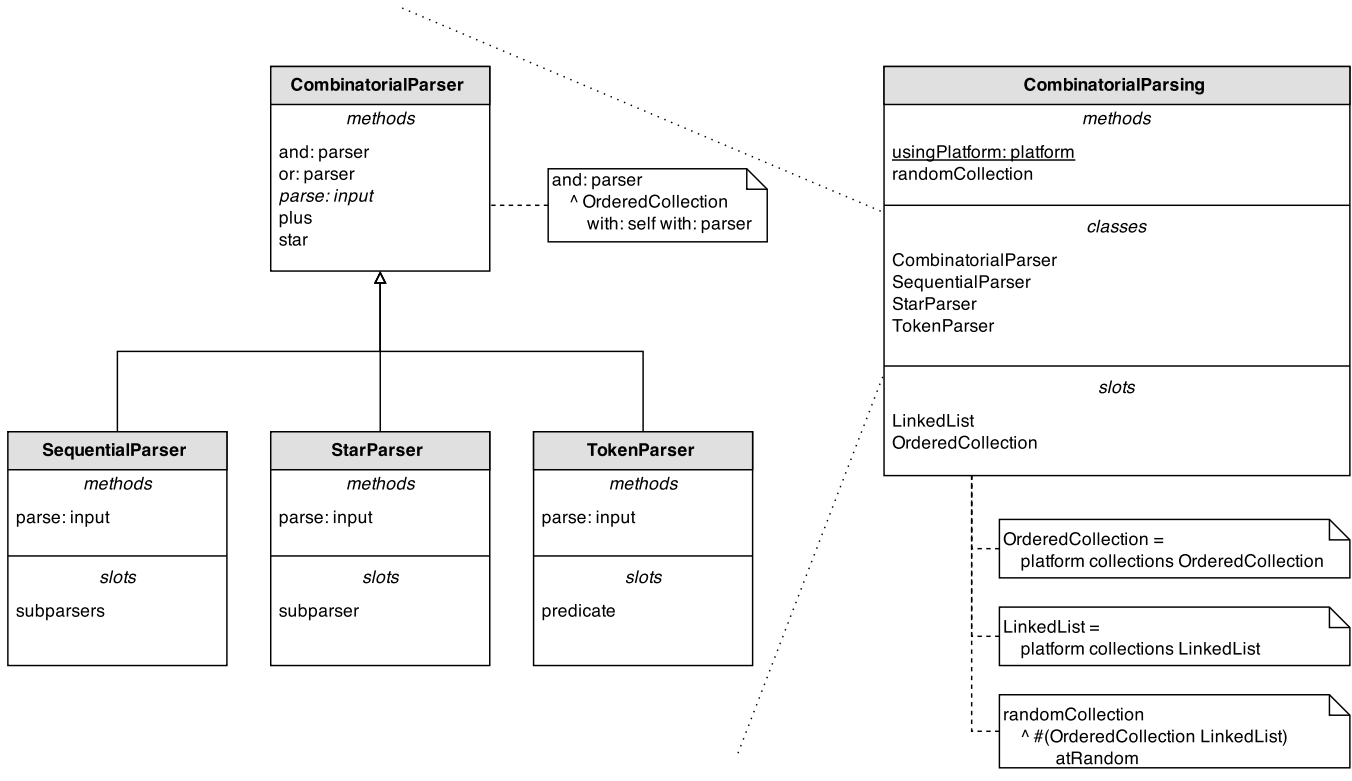 CombinatorialParser
methods
and: parser
or: parser
parse: input
plus
star
and: parser
^ OrderedCollection
with: self with: parser
SequentialParser
methods
parse: input
slots
subparsers
StarParser
methods
parse: input
slots
subparser
TokenParser
methods
parse: input
slots
predicate
CombinatorialParsing
methods
usingPlatform: platform
randomCollection
classes
CombinatorialParser
SequentialParser
StarParser
TokenParser
slots
LinkedList
OrderedCollection
OrderedCollection =
platform collections OrderedCollection
LinkedList =
platform collections LinkedList
randomCollection
^ #(OrderedCollection LinkedList)
atRandom